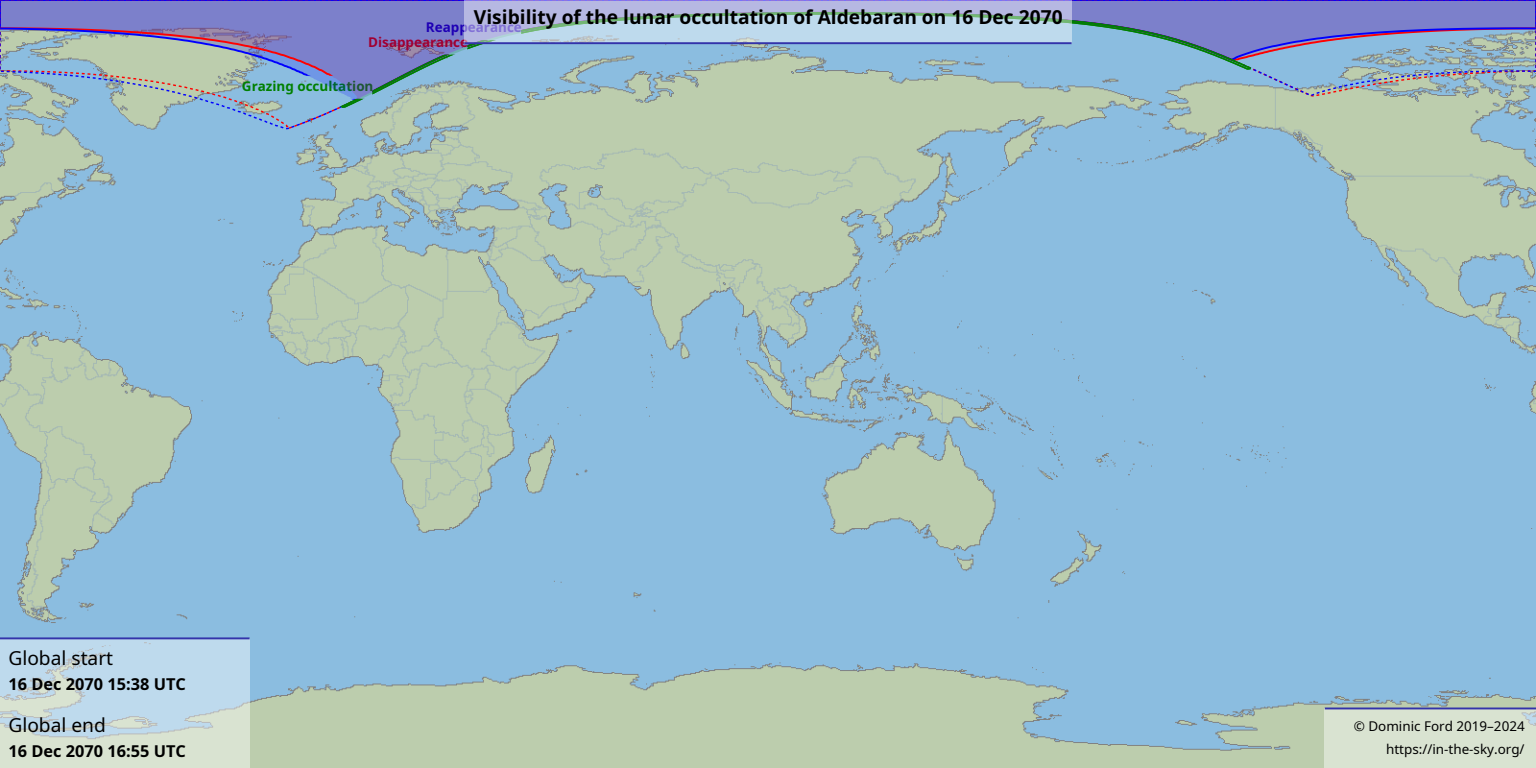 Visibility of the lunar occultation of Aldebaran on 16 Dec 2070
Reappearance
Disappearance
Grazing occultation
Global start
16 Dec 2070 15:38 UTC
Global end
16 Dec 2070 16:55 UTC
© Dominic Ford 2019–2024
https://in-the-sky.org/